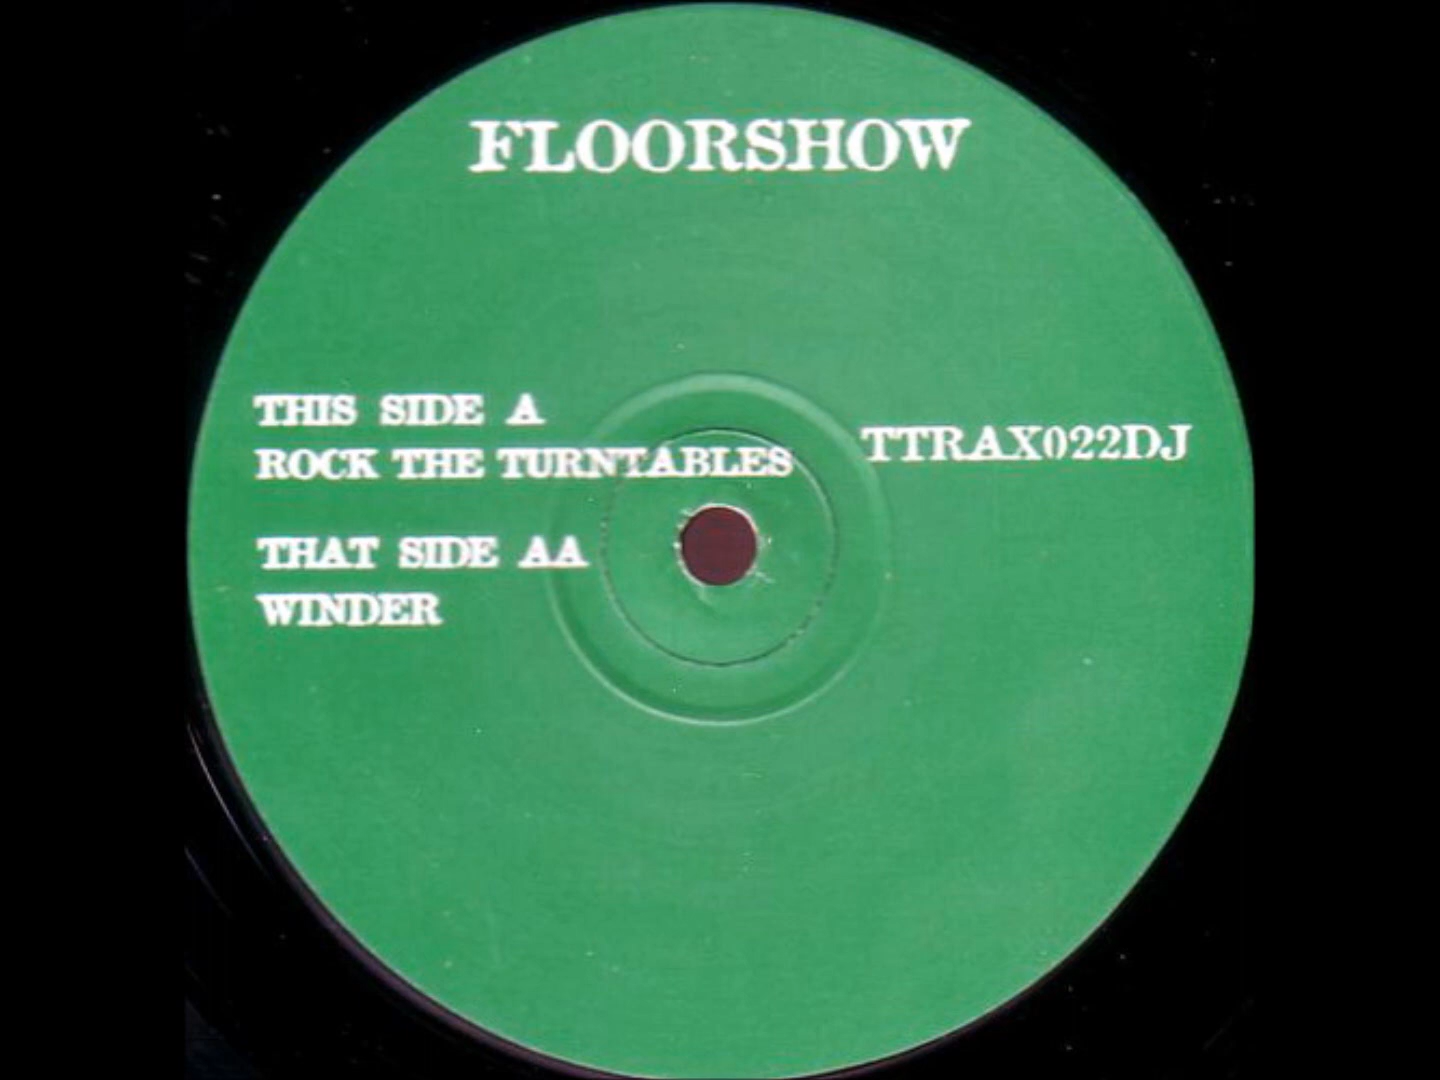 FLOORSHOW
THIS SIDE A
ROCK THE TURNTABLES
TTRAX022DJ
THAT SIDE AA
WINDER